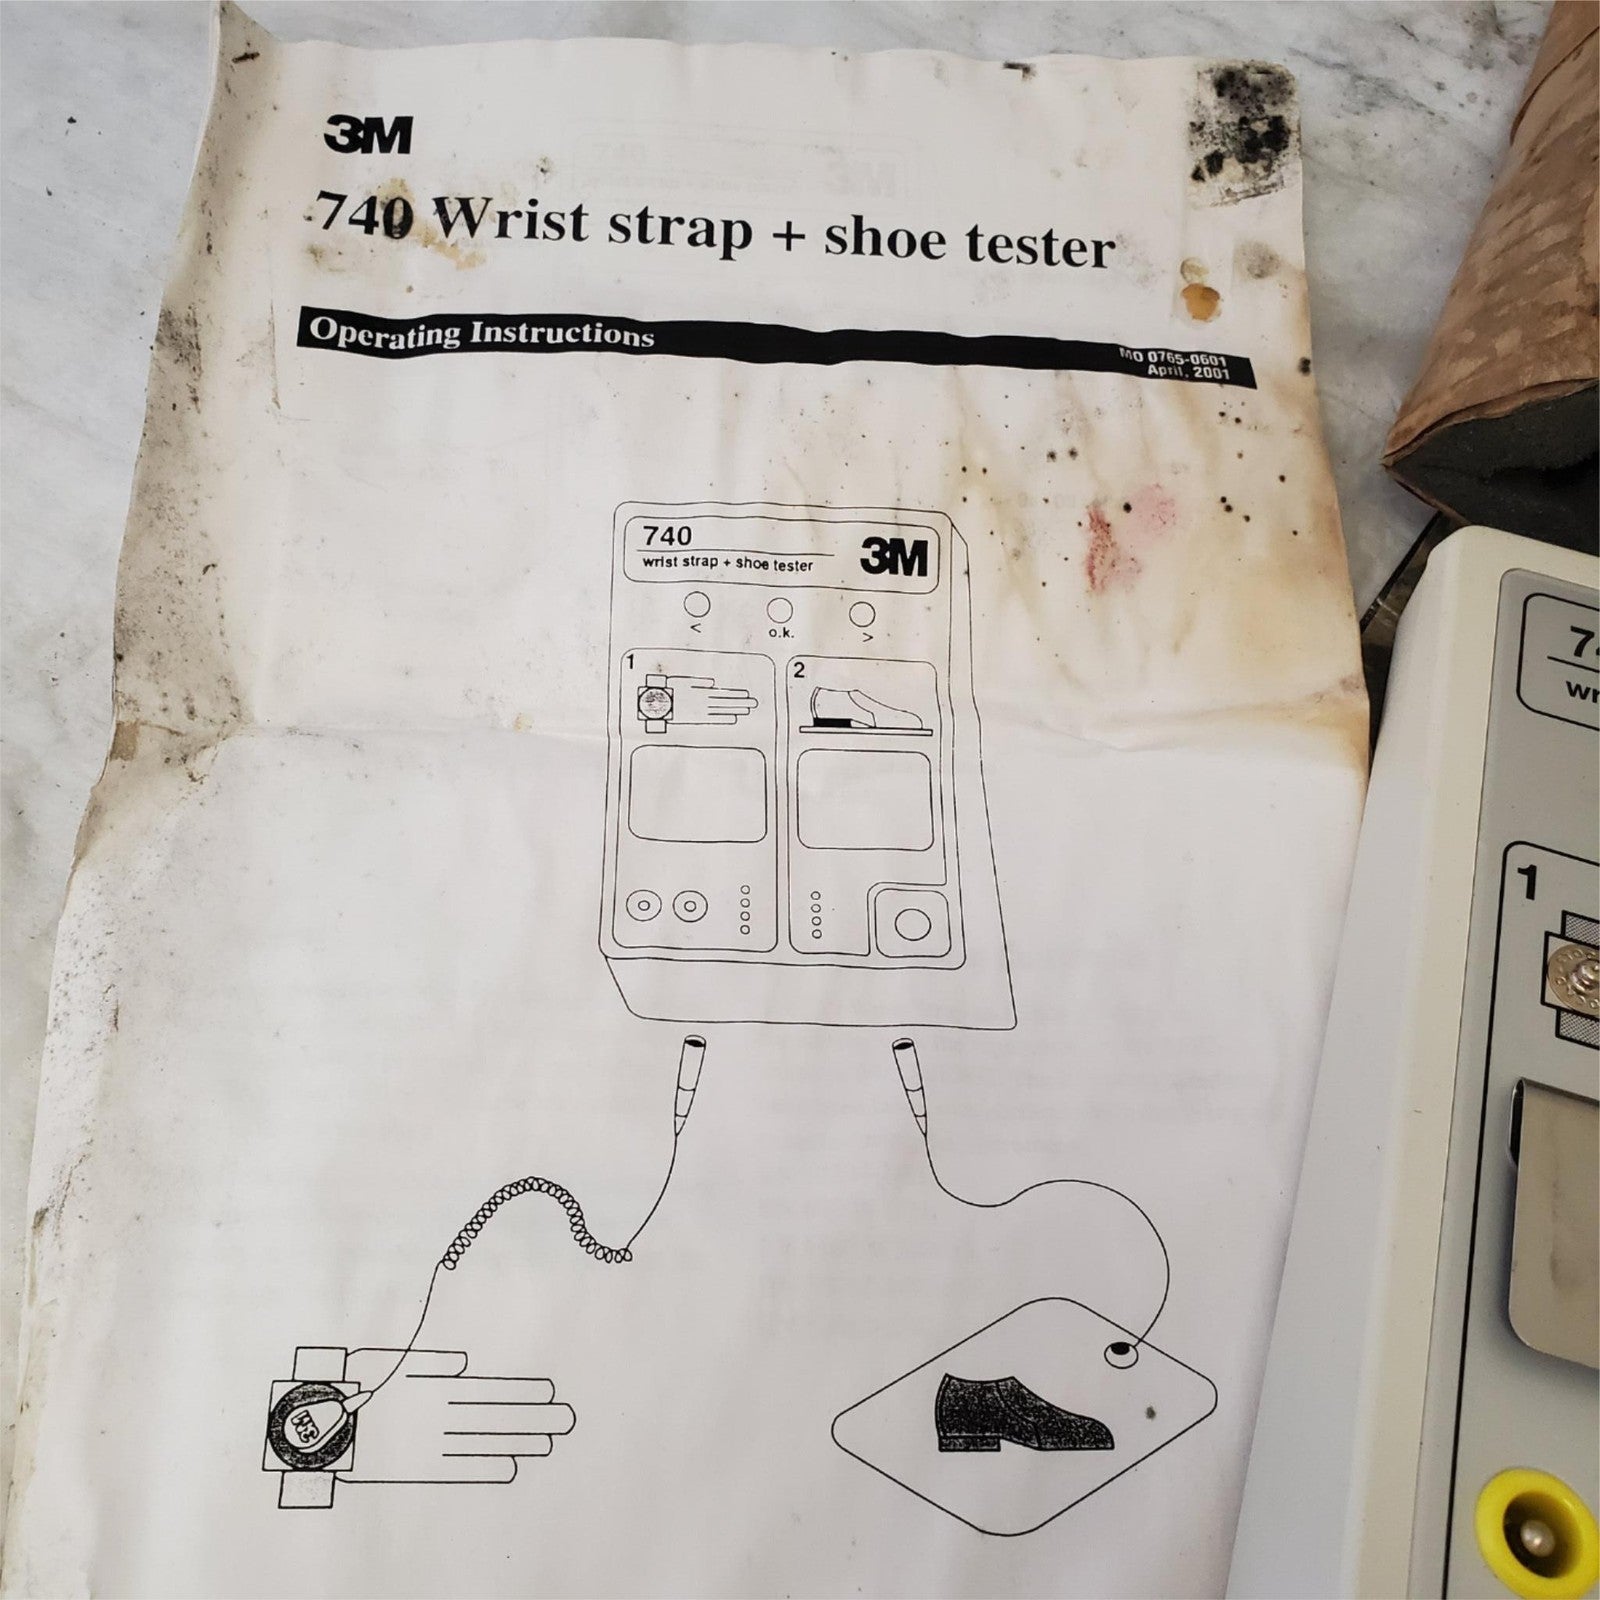 3M
740 Wrist strap + shoe tester
Operating Instructions
MO 0765-0601
April, 2001
740
wrist strap + shoe tester
3M
<
o.k.
>
1
2
3M
1